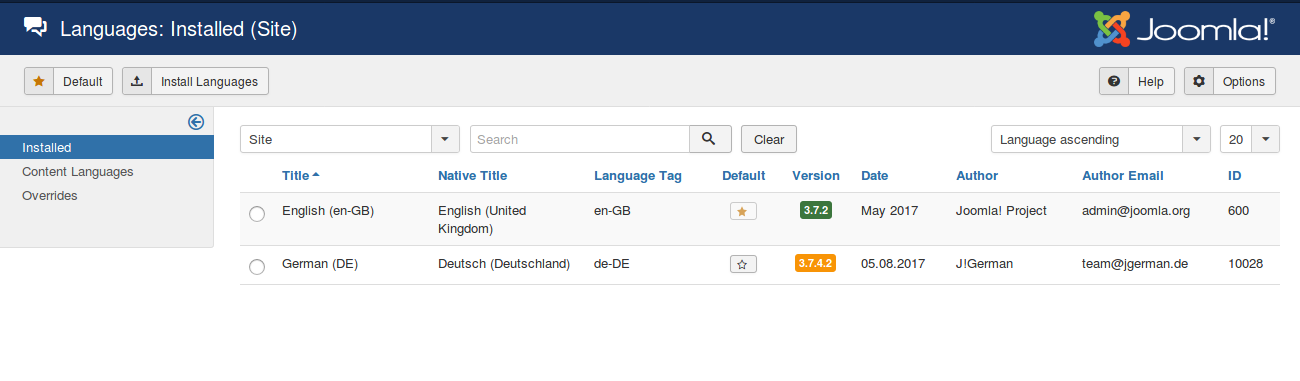 Languages: Installed (Site)
Joomla!®
Default
Install Languages
Help
Options
Installed
Content Languages
Overrides
Site
Search
Clear
Language ascending
20
Title Native Title Language Tag Default Version Date Author Author Email ID
English (en-GB) English (United en-GB 3.7.2 May 2017 Joomla! Project admin@joomla.org 600
Kingdom)
German (DE) Deutsch (Deutschland) de-DE 3.7.4.2 05.08.2017 J!German team@jgerman.de 10028